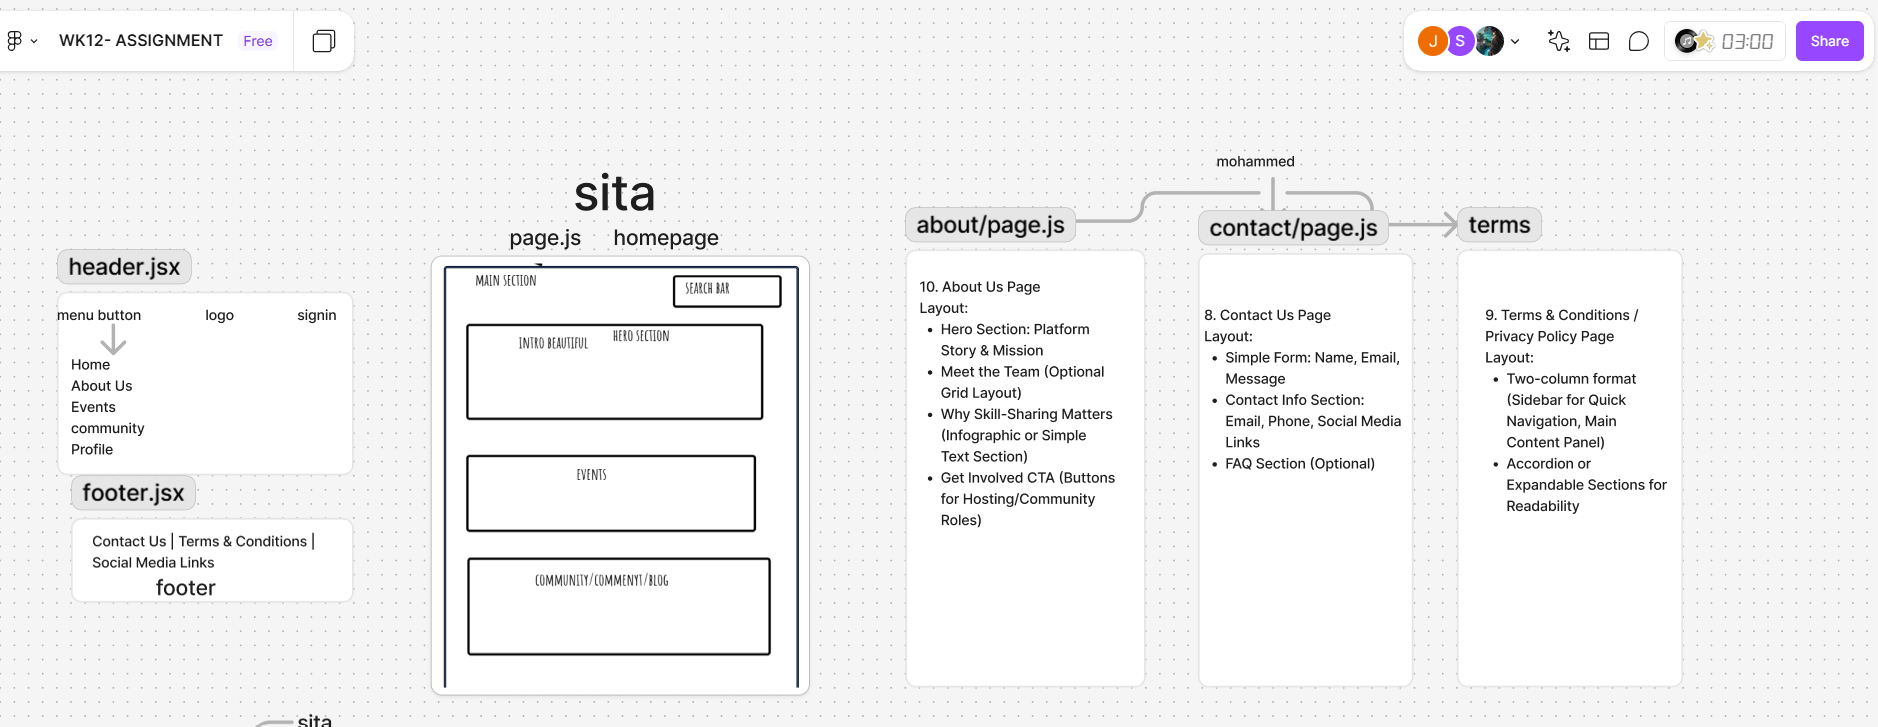 WK12- ASSIGNMENT Free
J S
03:00
Share
mohammed
sita
page.js homepage
header.jsx
menu button logo signin
Home
About Us
Events
community
Profile
footer.jsx
Contact Us | Terms & Conditions |
Social Media Links
footer
MAIN SECTION
SEARCH BAR
INTRO BEAUTIFUL HERO SECTION
EVENTS
COMMUNITY/COMMENYT/BLOG
about/page.js
10. About Us Page
Layout:
• Hero Section: Platform
Story & Mission
• Meet the Team (Optional
Grid Layout)
• Why Skill-Sharing Matters
(Infographic or Simple
Text Section)
• Get Involved CTA (Buttons
for Hosting/Community
Roles)
contact/page.js
8. Contact Us Page
Layout:
• Simple Form: Name, Email,
Message
• Contact Info Section:
Email, Phone, Social Media
Links
• FAQ Section (Optional)
terms
9. Terms & Conditions /
Privacy Policy Page
Layout:
• Two-column format
(Sidebar for Quick
Navigation, Main
Content Panel)
• Accordion or
Expandable Sections for
Readability
sita